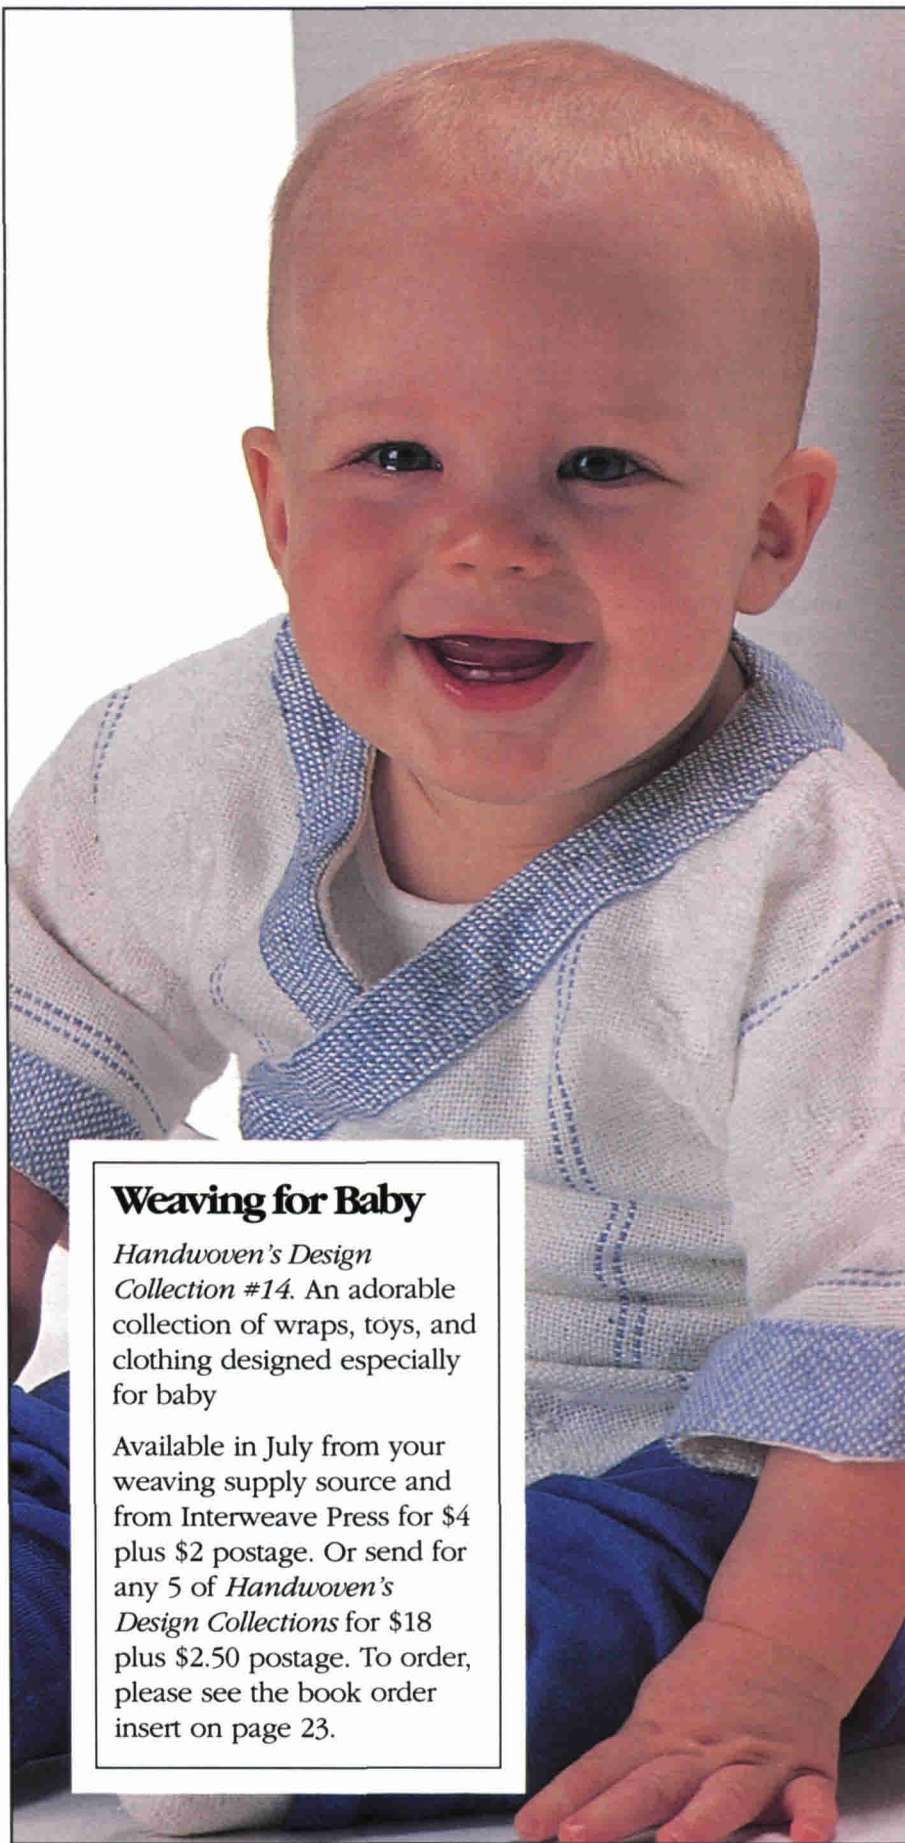 Weaving for Baby
Handwoven's Design
Collection #14. An adorable
collection of wraps, toys, and
clothing designed especially
for baby
Available in July from your
weaving supply source and
from Interweave Press for $4
plus $2 postage. Or send for
any 5 of Handwoven's
Design Collections for $18
plus $2.50 postage. To order,
please see the book order
insert on page 23.